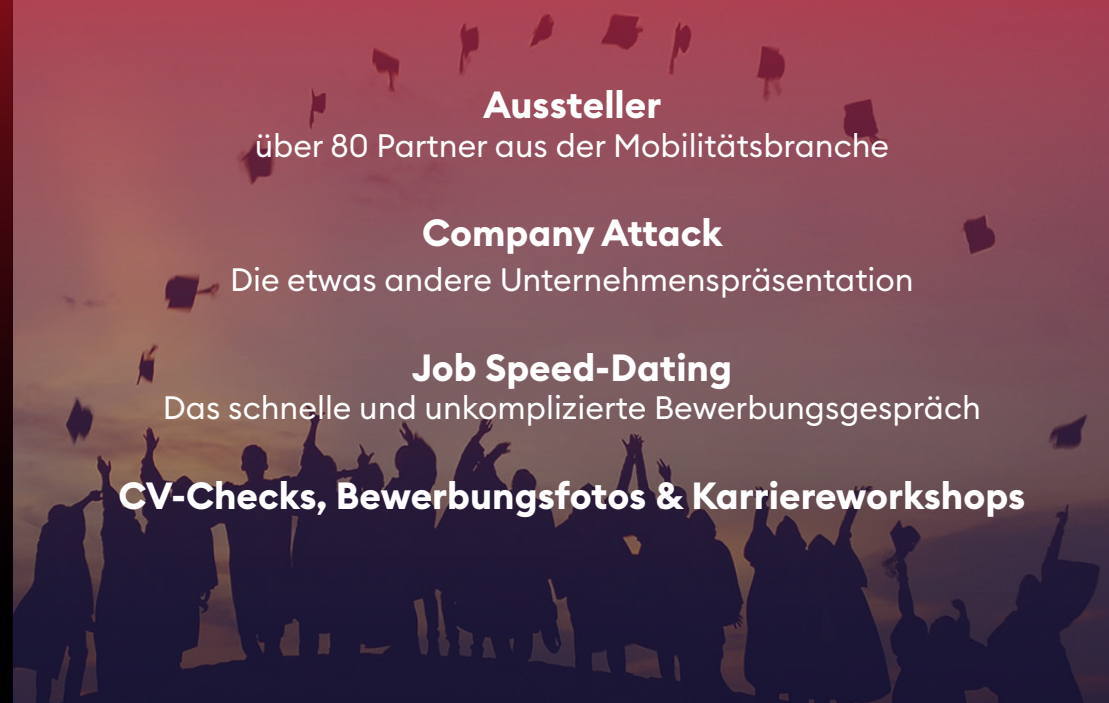 Aussteller
über 80 Partner aus der Mobilitätsbranche
Company Attack
Die etwas andere Unternehmenspräsentation
Job Speed-Dating
Das schnelle und unkomplizierte Bewerbungsgespräch
CV-Checks, Bewerbungsfotos & Karriereworkshops